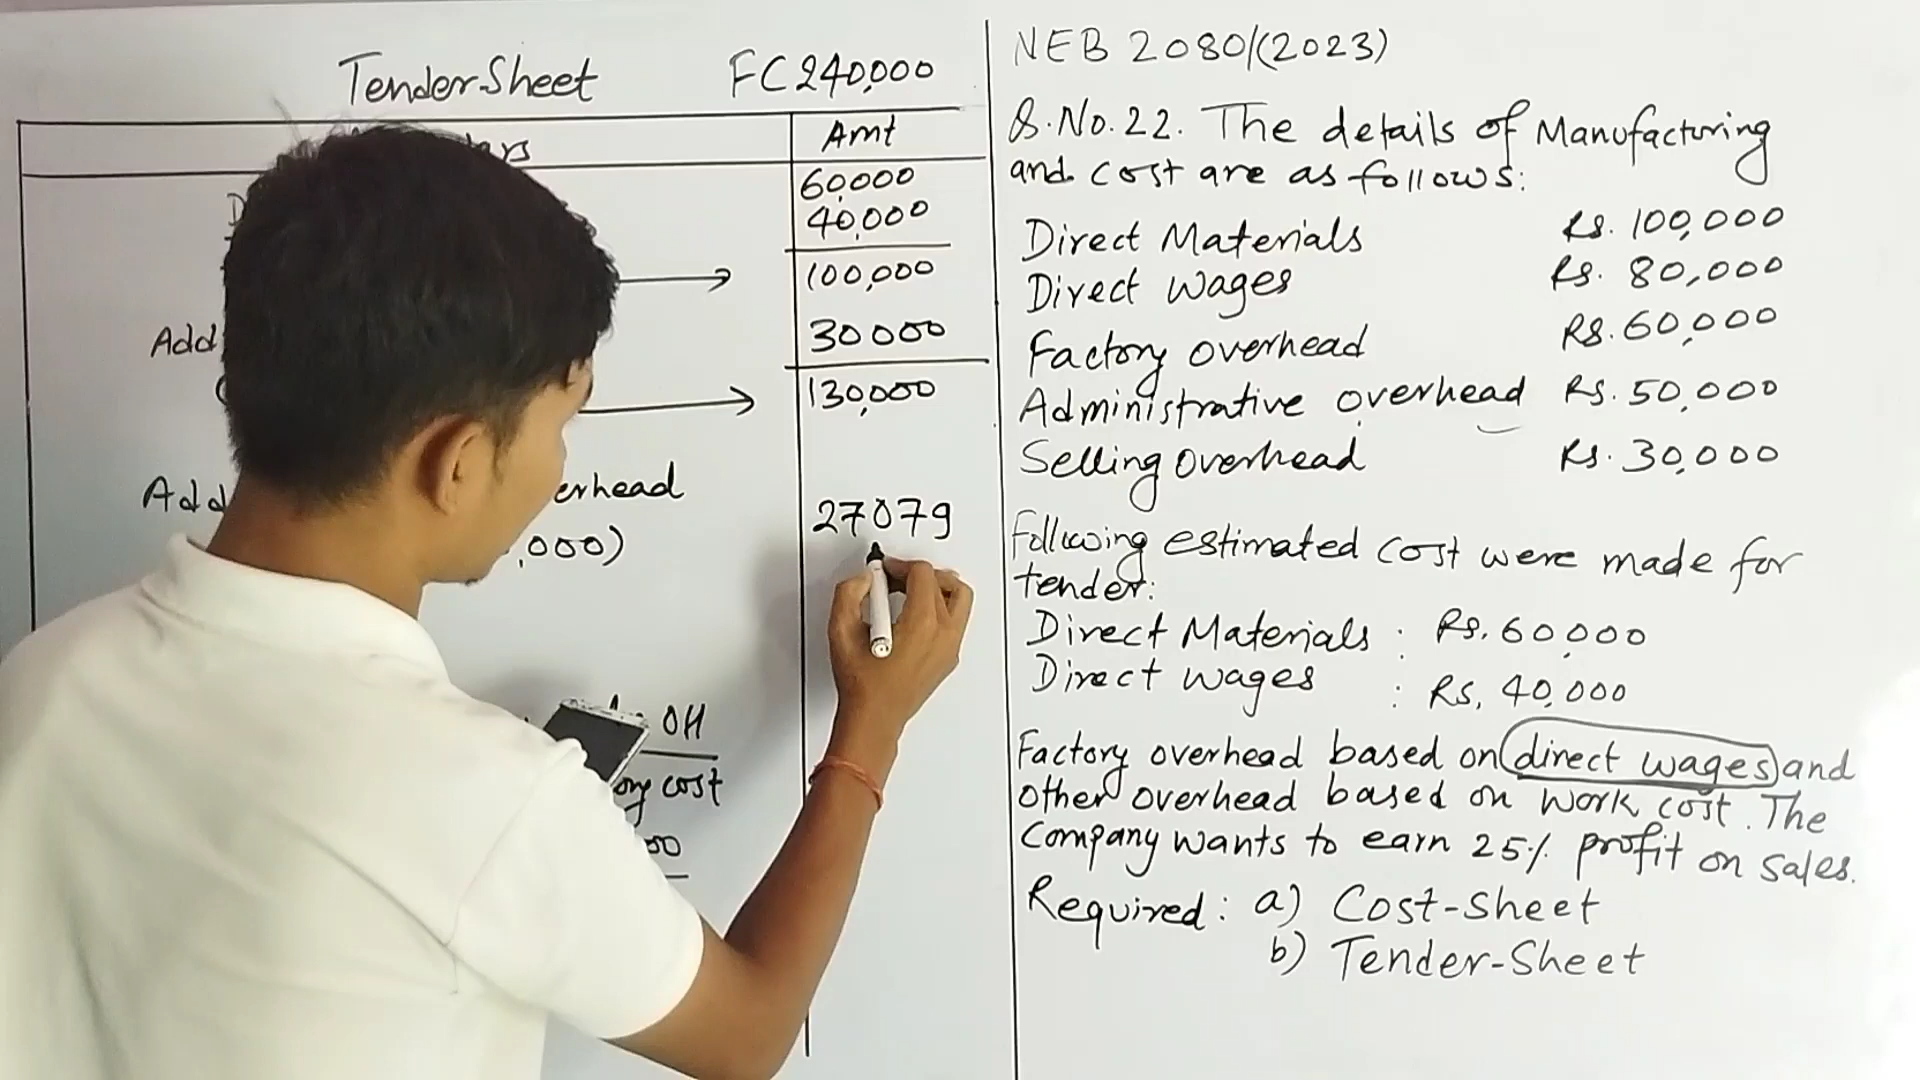 Tender-Sheet FC 240,000
Amt
60,000
40,000
100,000
Add
30000
130,000
Add erhead
27079
,000)
OH
ory cost
00
NEB 2080/(2023)
Q.No.22. The details of Manufacturing
and cost are as follows:
Direct Materials Rs. 100,000
Direct Wages Rs. 80,000
Factory overhead Rs. 60,000
Administrative overhead Rs. 50,000
Selling overhead Rs. 30,000
Following estimated cost were made for
tender:
Direct Materials : Rs. 60,000
Direct Wages : Rs, 40,000
Factory overhead based on direct wages and
other overhead based on work cost. The
company wants to earn 25% profit on sales.
Required: a) Cost-Sheet
b) Tender-Sheet